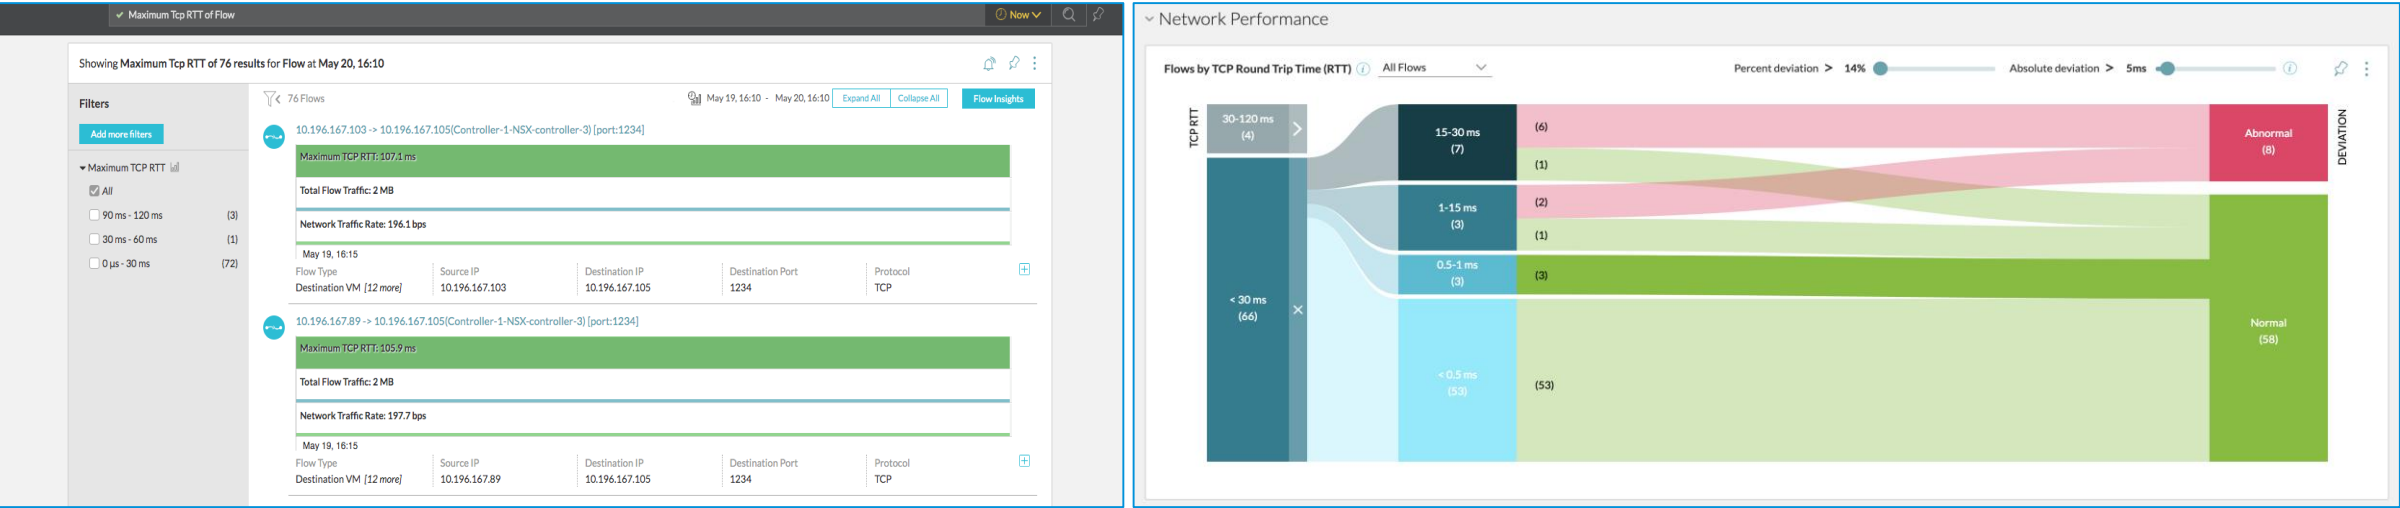 Maximum Tcp RTT of Flow
Now
Showing Maximum Tcp RTT of 76 results for Flow at May 20, 16:10
Filters
Add more filters
Maximum TCP RTT
All
90 ms - 120 ms (3)
30 ms - 60 ms (1)
0 µs - 30 ms (72)
76 Flows
May 19, 16:10 - May 20, 16:10
Expand All
Collapse All
Flow Insights
10.196.167.103 -> 10.196.167.105(Controller-1-NSX-controller-3) [port:1234]
Maximum TCP RTT: 107.1 ms
Total Flow Traffic: 2 MB
Network Traffic Rate: 196.1 bps
May 19, 16:15
Flow Type Source IP Destination IP Destination Port Protocol
Destination VM [12 more] 10.196.167.103 10.196.167.105 1234 TCP
10.196.167.89 -> 10.196.167.105(Controller-1-NSX-controller-3) [port:1234]
Maximum TCP RTT: 105.9 ms
Total Flow Traffic: 2 MB
Network Traffic Rate: 197.7 bps
May 19, 16:15
Flow Type Source IP Destination IP Destination Port Protocol
Destination VM [12 more] 10.196.167.89 10.196.167.105 1234 TCP
Network Performance
Flows by TCP Round Trip Time (RTT)
All Flows
Percent deviation > 14%
Absolute deviation > 5ms
TCP RTT
30-120 ms
(4)
< 30 ms
(66)
15-30 ms
(7)
1-15 ms
(3)
0.5-1 ms
(3)
< 0.5 ms
(53)
(6)
(1)
(2)
(1)
(3)
(53)
Abnormal
(8)
Normal
(58)
DEVIATION